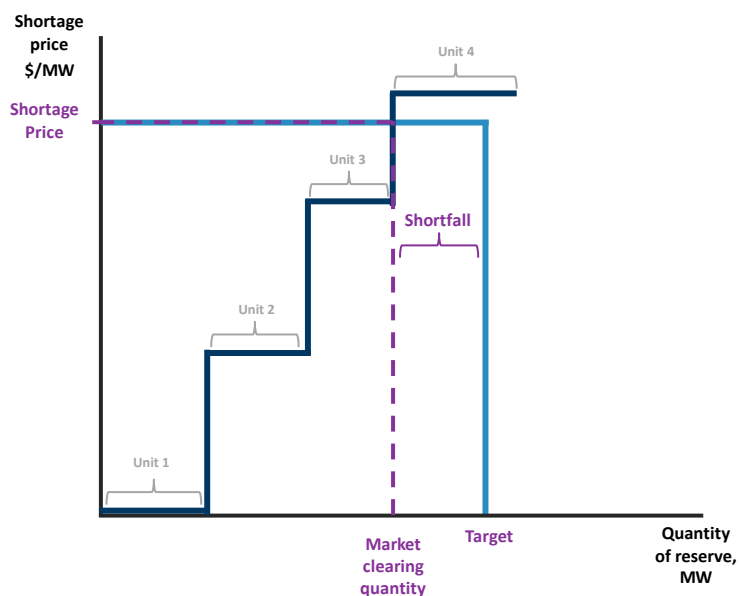 Shortage
price
$/MW
Unit 4
Shortage
Price
Unit 3
Shortfall
Unit 2
Unit 1
Market
clearing
quantity
Target
Quantity
of reserve,
MW